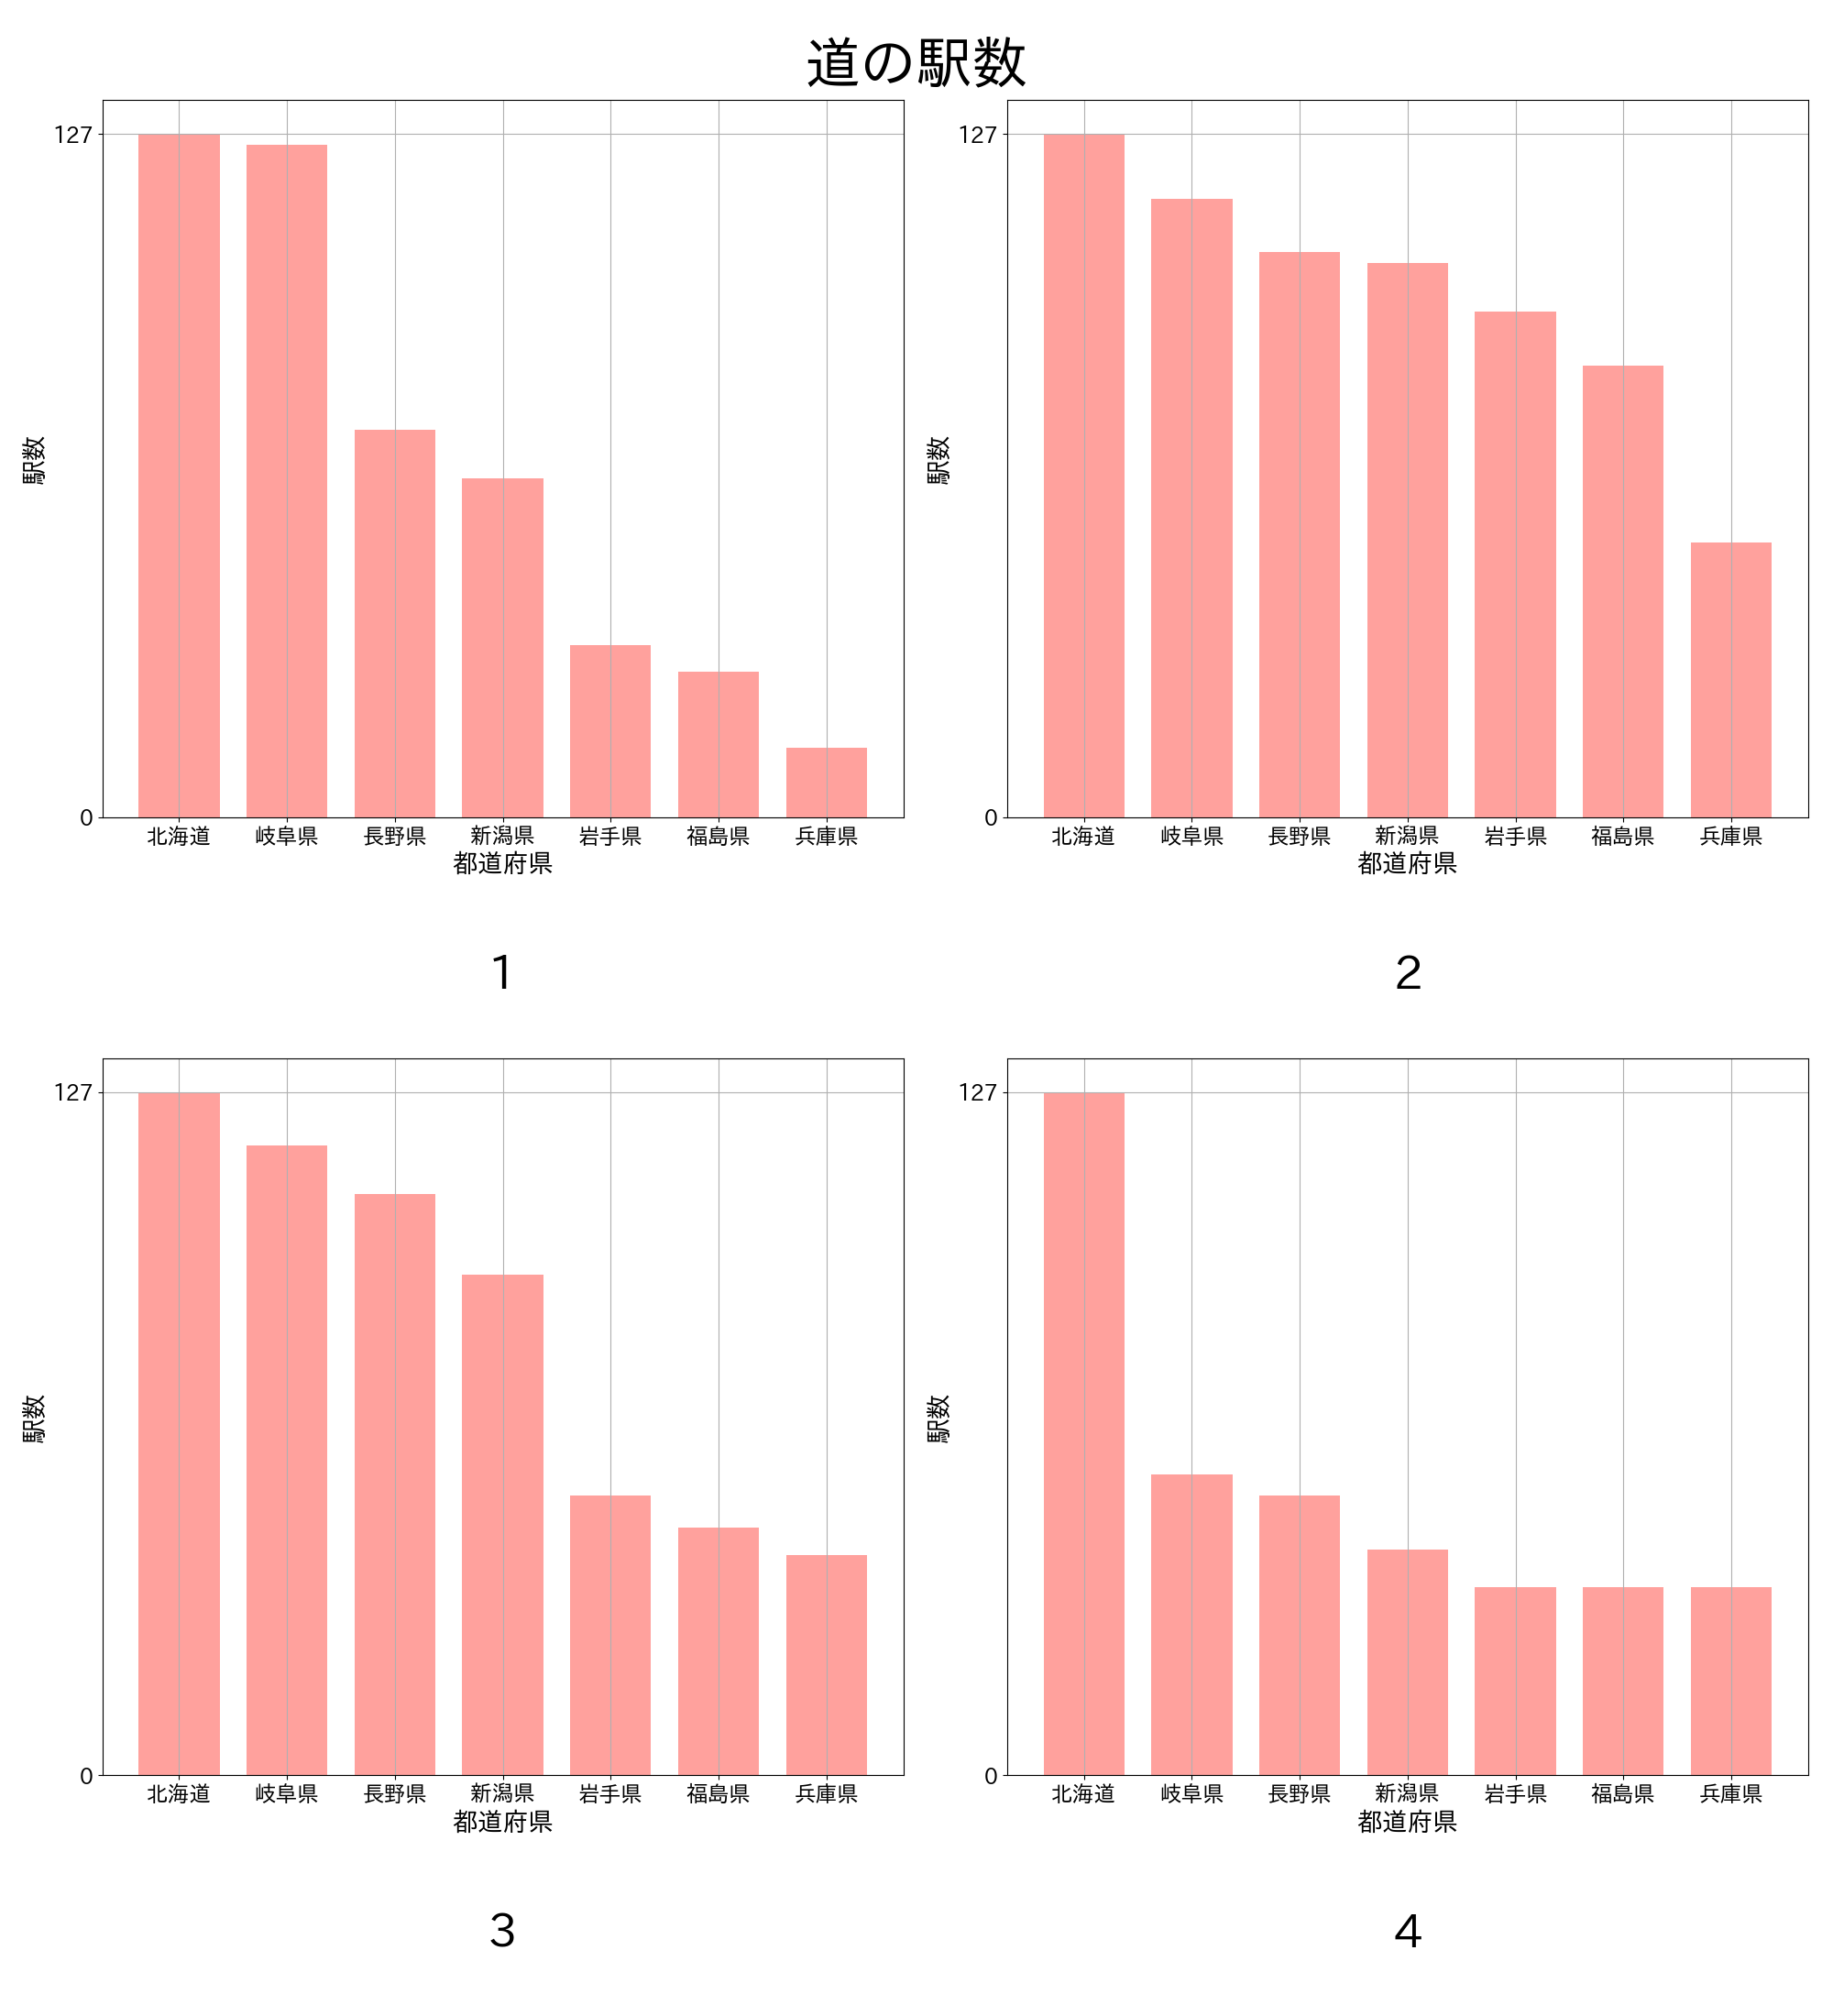 道の駅数
127
0
駅数
北海道 岐阜県 長野県 新潟県 岩手県 福島県 兵庫県
都道府県
1
127
0
駅数
北海道 岐阜県 長野県 新潟県 岩手県 福島県 兵庫県
都道府県
2
127
0
駅数
北海道 岐阜県 長野県 新潟県 岩手県 福島県 兵庫県
都道府県
3
127
0
駅数
北海道 岐阜県 長野県 新潟県 岩手県 福島県 兵庫県
都道府県
4